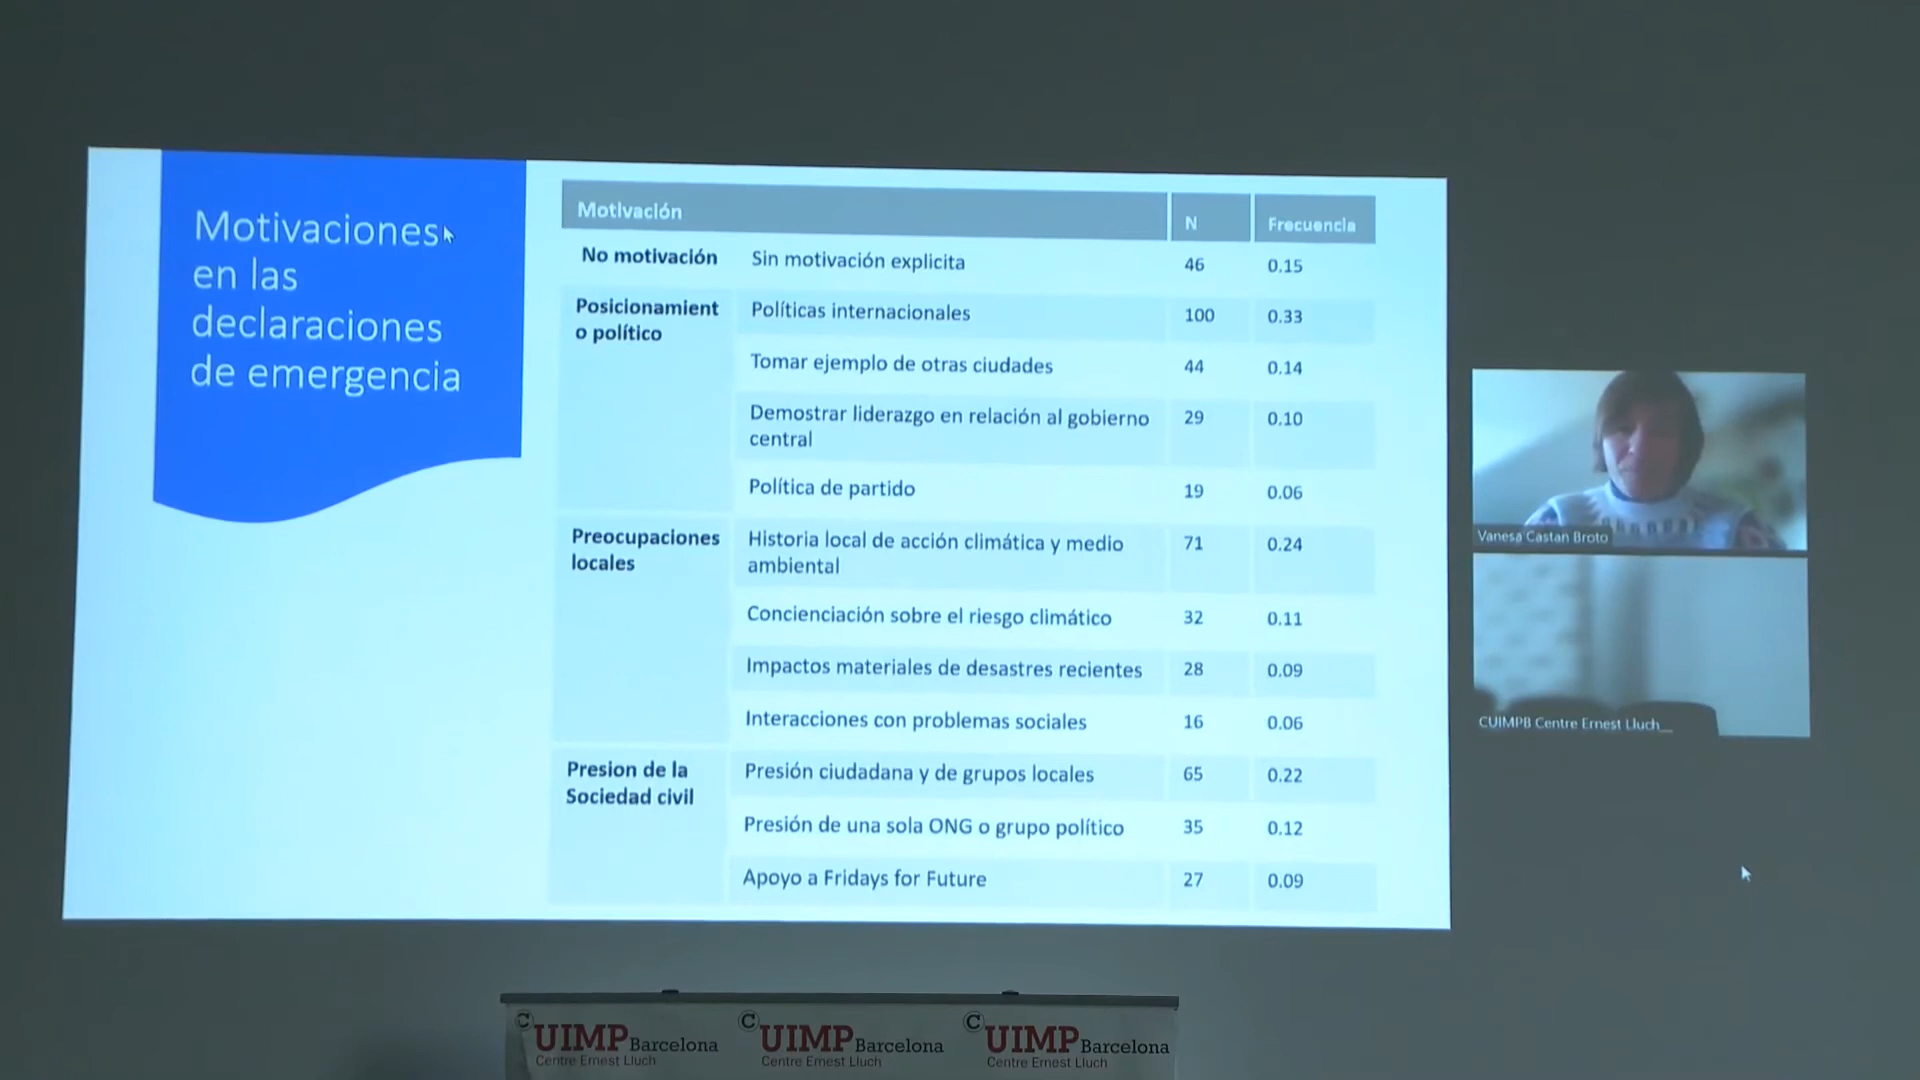 Motivaciones
en las
declaraciones
de emergencia
Motivación N Frecuencia
No motivación Sin motivación explicita 46 0.15
Posicionamient
o político
Políticas internacionales 100 0.33
Tomar ejemplo de otras ciudades 44 0.14
Demostrar liderazgo en relación al gobierno
central
29 0.10
Política de partido 19 0.06
Preocupaciones
locales
Historia local de acción climática y medio
ambiental
71 0.24
Concienciación sobre el riesgo climático 32 0.11
Impactos materiales de desastres recientes 28 0.09
Interacciones con problemas sociales 16 0.06
Presion de la
Sociedad civil
Presión ciudadana y de grupos locales 65 0.22
Presión de una sola ONG o grupo político 35 0.12
Apoyo a Fridays for Future 27 0.09
Vanesa Castan Broto
CUIMPB Centre Ernest Lluch__
CUIMP Barcelona
Centre Ernest Lluch
CUIMP Barcelona
Centre Ernest Lluch
CUIMP Barcelona
Centre Ernest Lluch